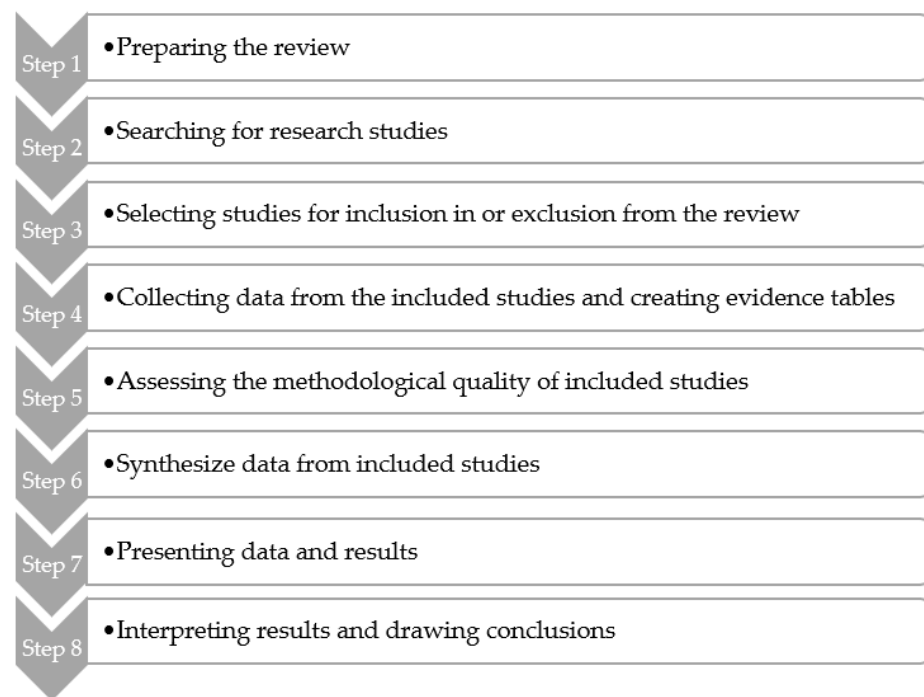 Step 1
•Preparing the review
Step 2
•Searching for research studies
Step 3
•Selecting studies for inclusion in or exclusion from the review
Step 4
•Collecting data from the included studies and creating evidence tables
Step 5
•Assessing the methodological quality of included studies
Step 6
•Synthesize data from included studies
Step 7
•Presenting data and results
Step 8
•Interpreting results and drawing conclusions